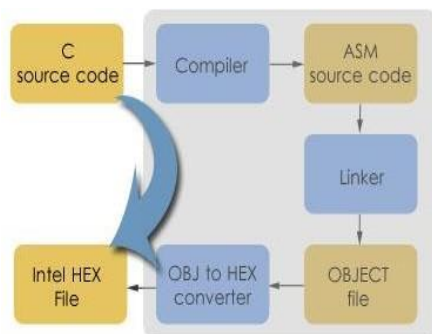 C
source code
Compiler
ASM
source code
Linker
OBJECT
file
OBJ to HEX
converter
Intel HEX
File